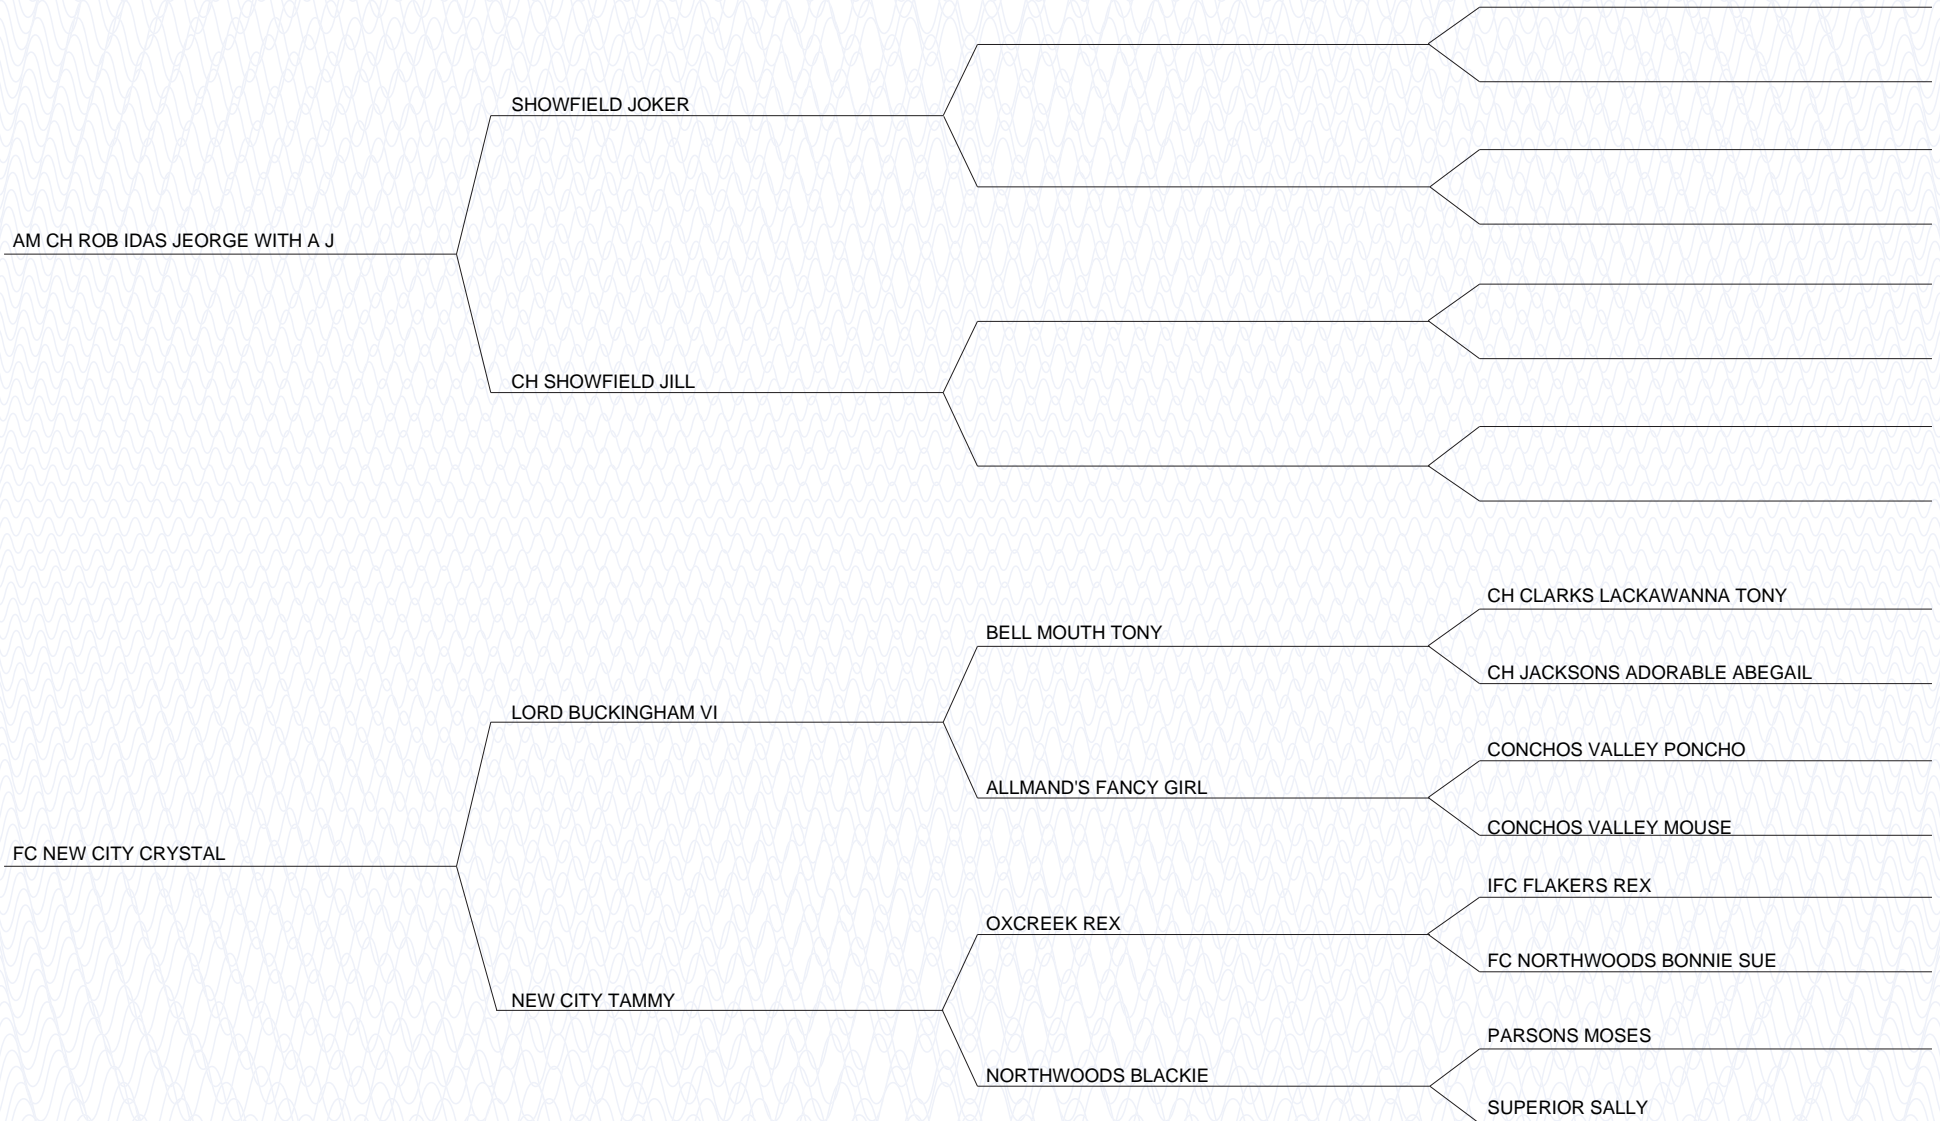 SHOWFIELD JOKER
AM CH ROB IDAS JEORGE WITH A J
CH SHOWFIELD JILL
CH CLARKS LACKAWANNA TONY
BELL MOUTH TONY
CH JACKSONS ADORABLE ABEGAIL
LORD BUCKINGHAM VI
CONCHOS VALLEY PONCHO
ALLMAND'S FANCY GIRL
CONCHOS VALLEY MOUSE
FC NEW CITY CRYSTAL
IFC FLAKERS REX
OXCREEK REX
FC NORTHWOODS BONNIE SUE
NEW CITY TAMMY
PARSONS MOSES
NORTHWOODS BLACKIE
SUPERIOR SALLY